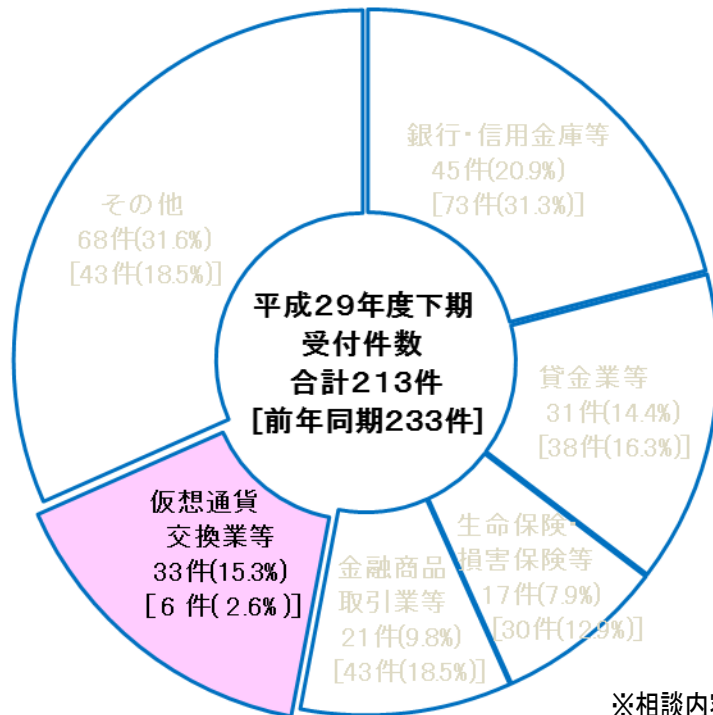 銀行・信用金庫等
45件(20.9%)
[73件(31.3%)]
その他
68件(31.6%)
[43件(18.5%)]
平成29年度下期
受付件数
合計213件
[前年同期233件]
貸金業等
31件(14.4%)
[38件(16.3%)]
仮想通貨
交換業等
33件(15.3%)
[6件(2.6%)]
生命保険・
損害保険等
17件(7.9%)
[30件(12.9%)]
金融商品
取引業等
21件(9.8%)
[43件(18.5%)]
※相談内